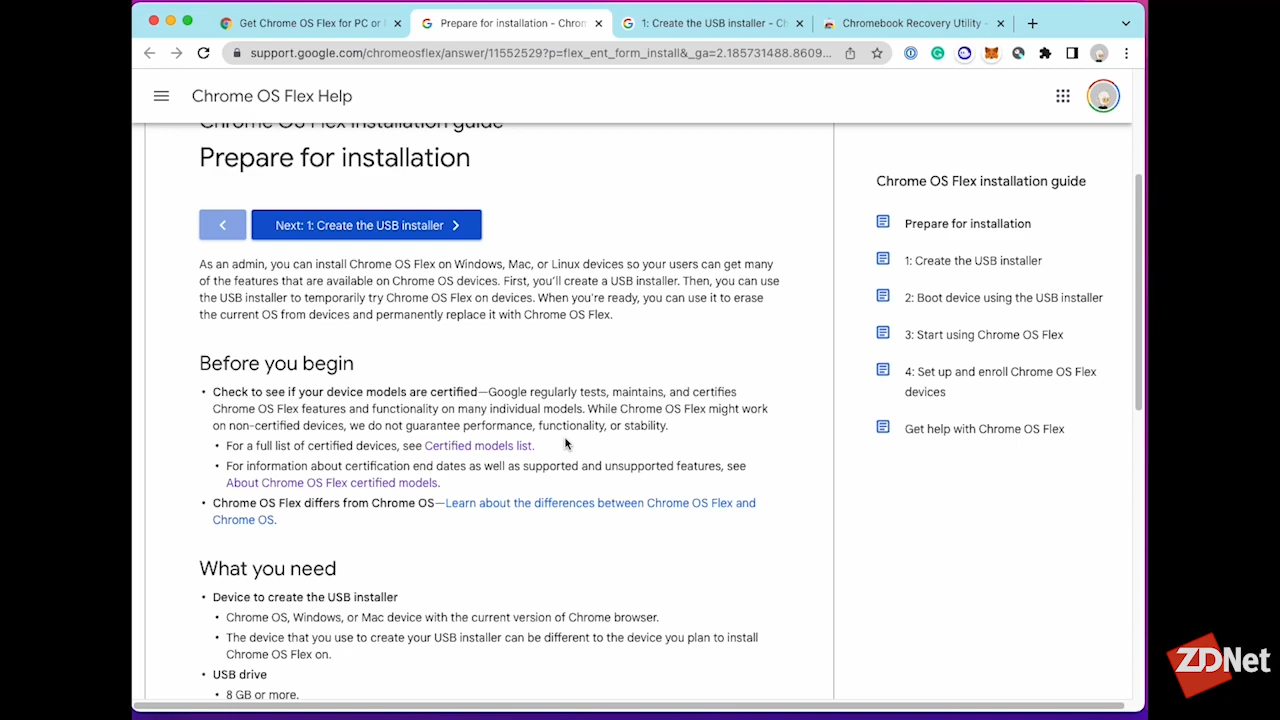 Get Chrome OS Flex for PC or
Prepare for installation - Chrom
1: Create the USB installer - Ch
Chromebook Recovery Utility -
support.google.com/chromeosflex/answer/11552529?p=flex_ent_form_install&_ga=2.185731488.8609...
Chrome OS Flex Help
Chrome OS Flex installation guide
Prepare for installation
Next: 1: Create the USB installer
As an admin, you can install Chrome OS Flex on Windows, Mac, or Linux devices so your users can get many
of the features that are available on Chrome OS devices. First, you'll create a USB installer. Then, you can use
the USB installer to temporarily try Chrome OS Flex on devices. When you're ready, you can use it to erase
the current OS from devices and permanently replace it with Chrome OS Flex.
Before you begin
• Check to see if your device models are certified—Google regularly tests, maintains, and certifies
Chrome OS Flex features and functionality on many individual models. While Chrome OS Flex might work
on non-certified devices, we do not guarantee performance, functionality, or stability.
• For a full list of certified devices, see Certified models list.
• For information about certification end dates as well as supported and unsupported features, see
About Chrome OS Flex certified models.
• Chrome OS Flex differs from Chrome OS—Learn about the differences between Chrome OS Flex and
Chrome OS.
What you need
• Device to create the USB installer
• Chrome OS, Windows, or Mac device with the current version of Chrome browser.
• The device that you use to create your USB installer can be different to the device you plan to install
Chrome OS Flex on.
• USB drive
• 8 GB or more.
Chrome OS Flex installation guide
Prepare for installation
1: Create the USB installer
2: Boot device using the USB installer
3: Start using Chrome OS Flex
4: Set up and enroll Chrome OS Flex
devices
Get help with Chrome OS Flex
ZDNet